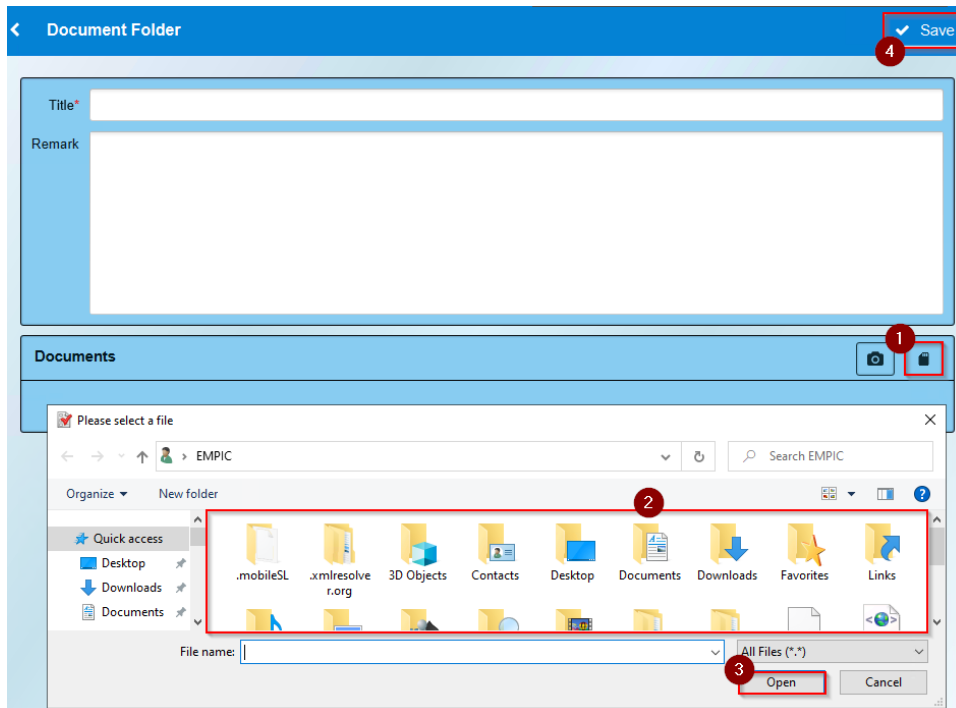 Document Folder
Save
4
Title*
Remark
1
Documents
Please select a file
EMPIC
Search EMPIC
Organize
New folder
2
Quick access
Desktop
Downloads
Documents
.mobileSL
.xmlresolve
r.org
3D Objects
Contacts
Desktop
Documents
Downloads
Favorites
Links
File name:
All Files (*.*)
3
Open
Cancel